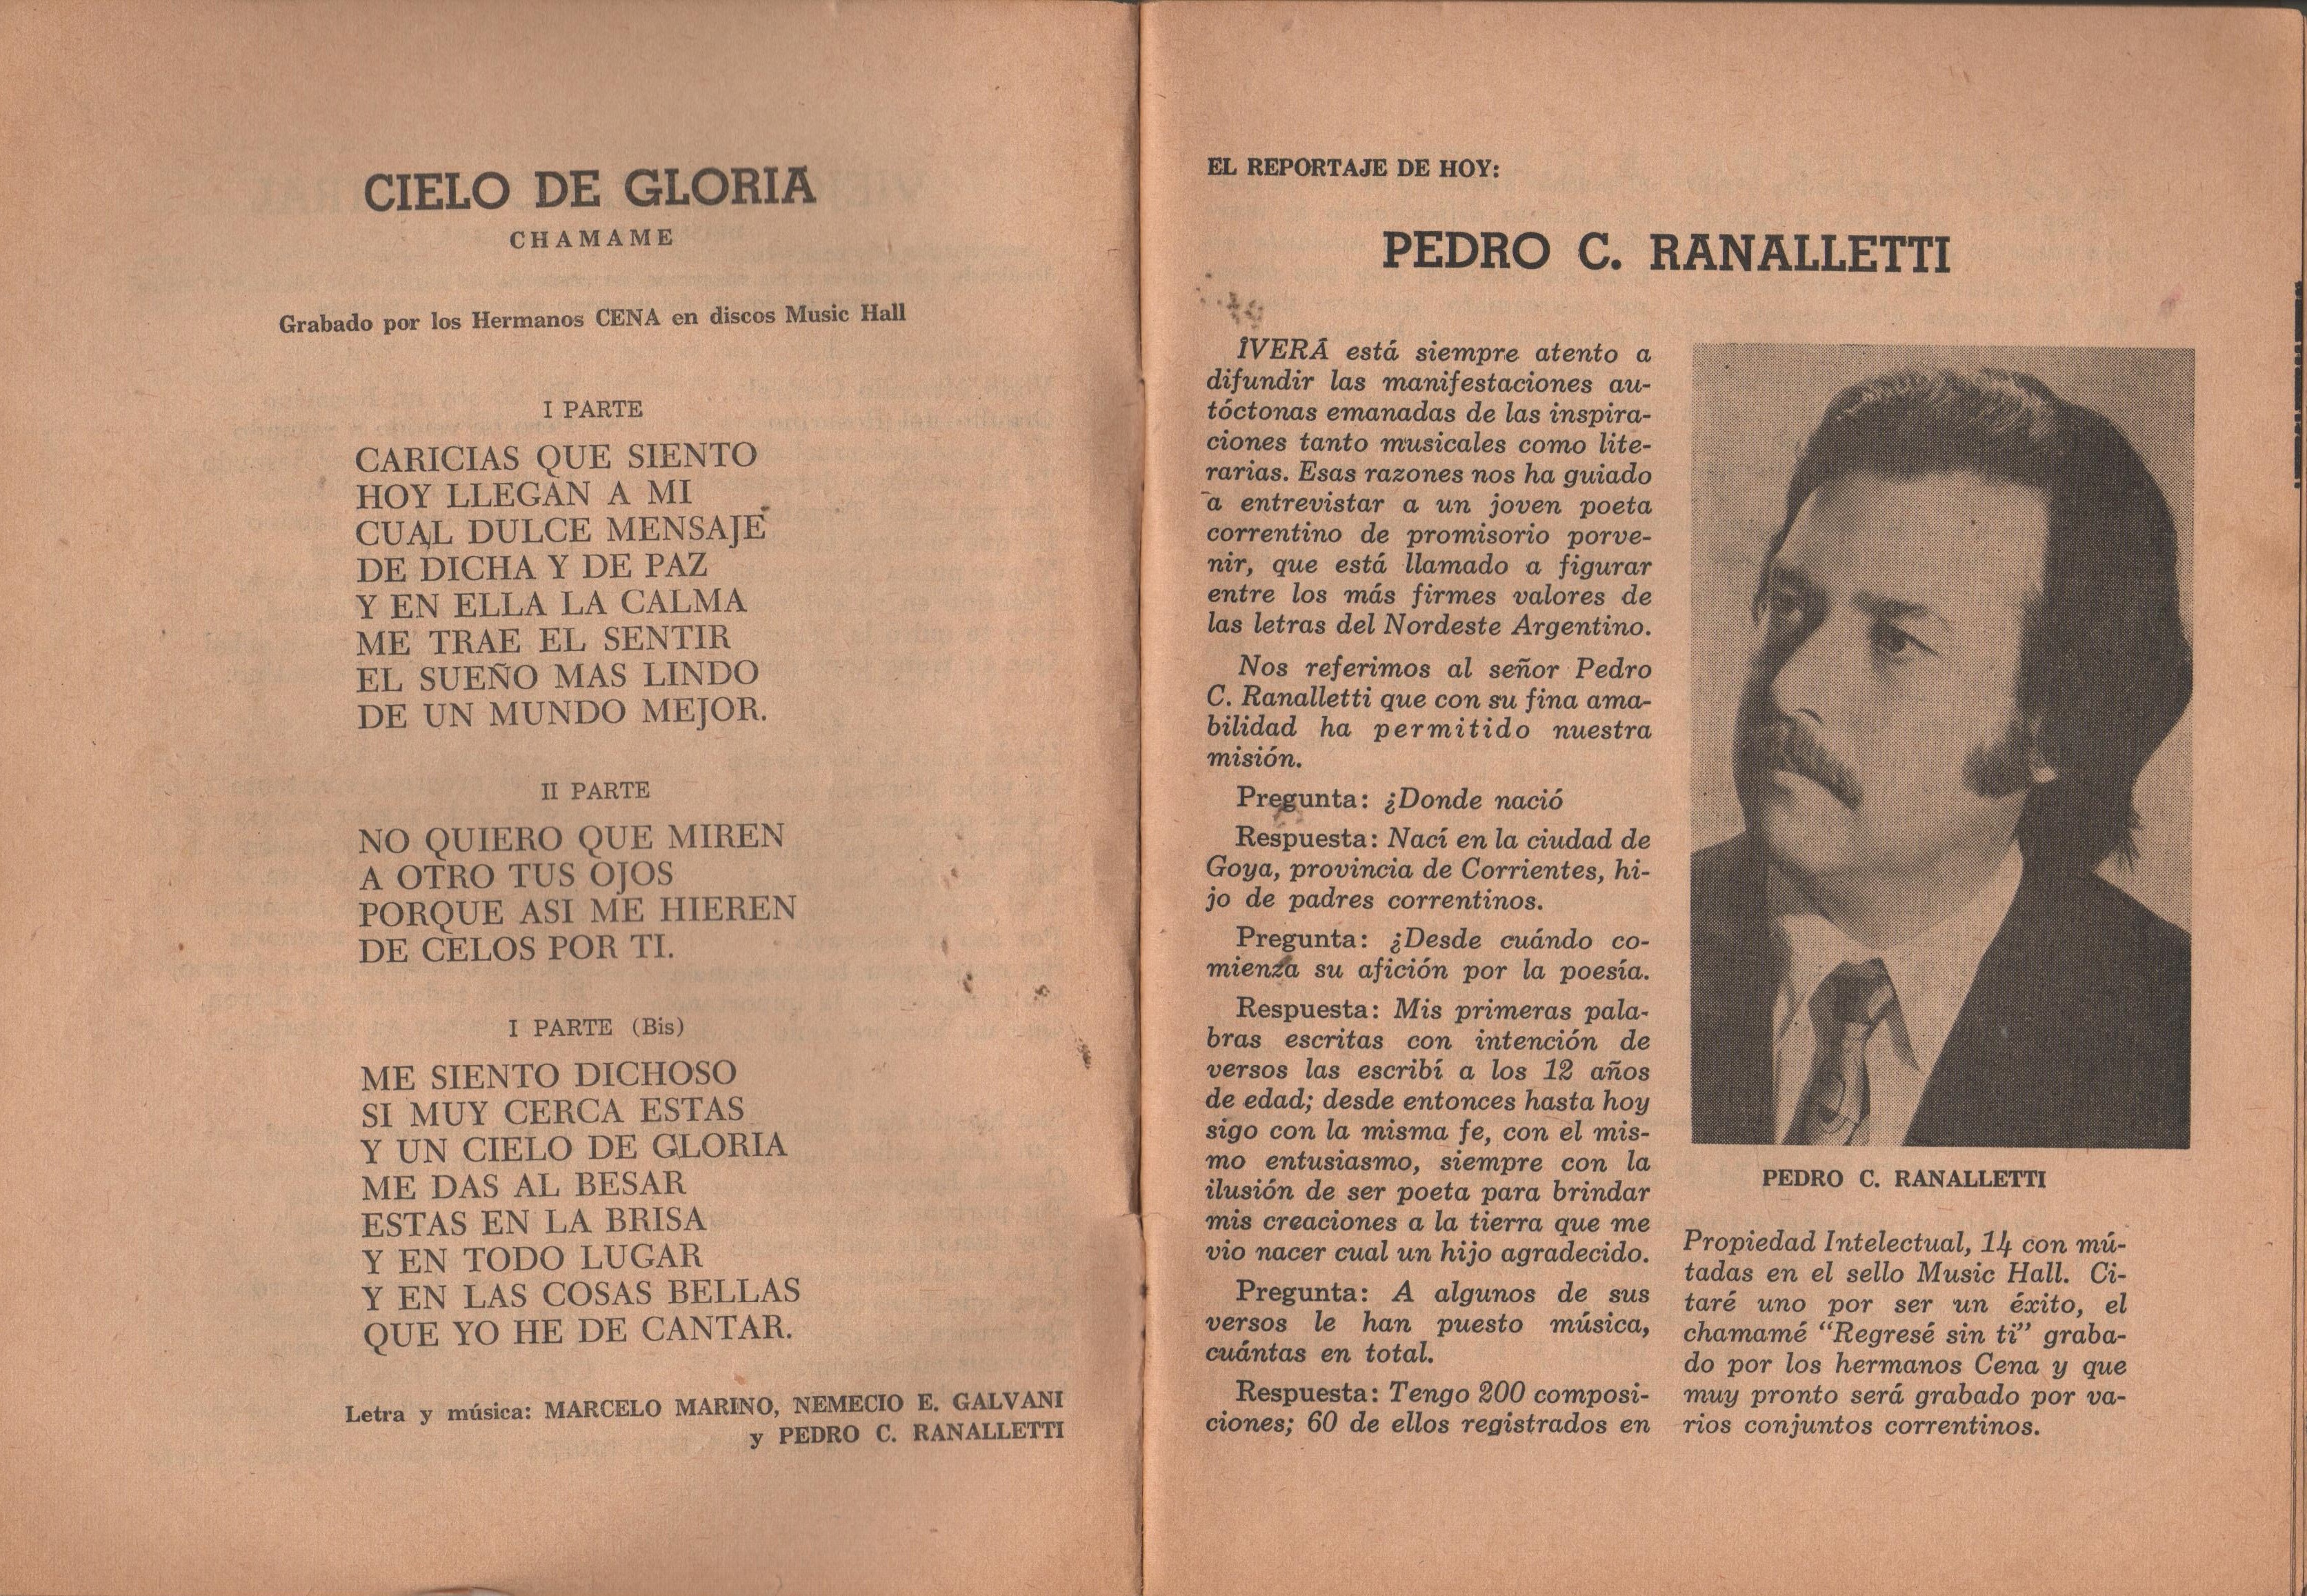 CIELO DE GLORIA
CHAMAME
Grabado por los Hermanos CENA en discos Music Hall
I PARTE
CARICIAS QUE SIENTO
HOY LLEGAN A MI
CUAL DULCE MENSAJE
DE DICHA Y DE PAZ
Y EN ELLA LA CALMA
ME TRAE EL SENTIR
EL SUEÑO MAS LINDO
DE UN MUNDO MEJOR.
II PARTE
NO QUIERO QUE MIREN
A OTRO TUS OJOS
PORQUE ASI ME HIEREN
DE CELOS POR TI.
I PARTE (Bis)
ME SIENTO DICHOSO
SI MUY CERCA ESTAS
Y UN CIELO DE GLORIA
ME DAS AL BESAR
ESTAS EN LA BRISA
Y EN TODO LUGAR
Y EN LAS COSAS BELLAS
QUE YO HE DE CANTAR.
Letra y música: MARCELO MARINO, NEMECIO E. GALVANI
y PEDRO C. RANALLETTI
EL REPORTAJE DE HOY:
PEDRO C. RANALLETTI
ÎVERÁ está siempre atento a
difundir las manifestaciones au-
tóctonas emanadas de las inspira-
ciones tanto musicales como lite-
rarias. Esas razones nos ha guiado
a entrevistar a un joven poeta
correntino de promisorio porve-
nir, que está llamado a figurar
entre los más firmes valores de
las letras del Nordeste Argentino.
Nos referimos al señor Pedro
C. Ranalletti que con su fina ama-
bilidad ha permitido nuestra
misión.
Pregunta: ¿Donde nació
Respuesta: Nací en la ciudad de
Goya, provincia de Corrientes, hi-
jo de padres correntinos.
Pregunta: ¿Desde cuándo co-
mienza su afición por la poesía.
Respuesta: Mis primeras pala-
bras escritas con intención de
versos las escribí a los 12 años
de edad; desde entonces hasta hoy
sigo con la misma fe, con el mis-
mo entusiasmo, siempre con la
ilusión de ser poeta para brindar
mis creaciones a la tierra que me
vio nacer cual un hijo agradecido.
Pregunta: A algunos de sus
versos le han puesto música,
cuántas en total.
Respuesta: Tengo 200 composi-
ciones; 60 de ellos registrados en
PEDRO C. RANALLETTI
Propiedad Intelectual, 14 con mú-
tadas en el sello Music Hall. Ci-
taré uno por ser un éxito, el
chamamé “Regresé sin ti” graba-
do por los hermanos Cena y que
muy pronto será grabado por va-
rios conjuntos correntinos.